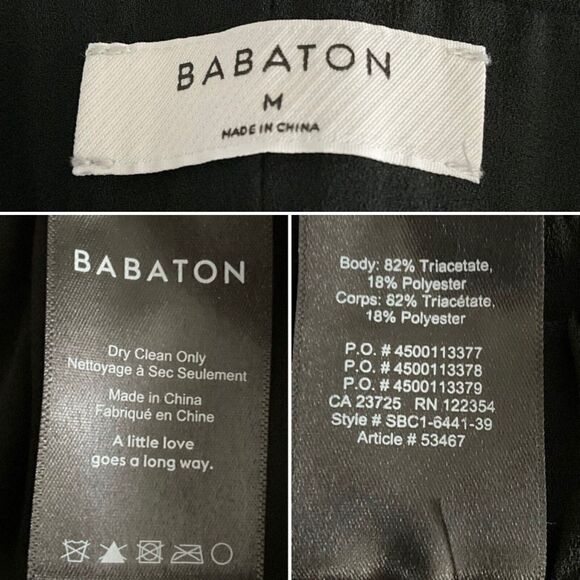 BABATON
M
MADE IN CHINA
BABATON
Dry Clean Only
Nettoyage à Sec Seulement
Made in China
Fabriqué en Chine
A little love
goes a long way.
Body: 82% Triacetate,
18% Polyester
Corps: 82% Triacétate,
18% Polyester
P.O. # 4500113377
P.O. # 4500113378
P.O. # 4500113379
CA 23725 RN 122354
Style # SBC1-6441-39
Article # 53467